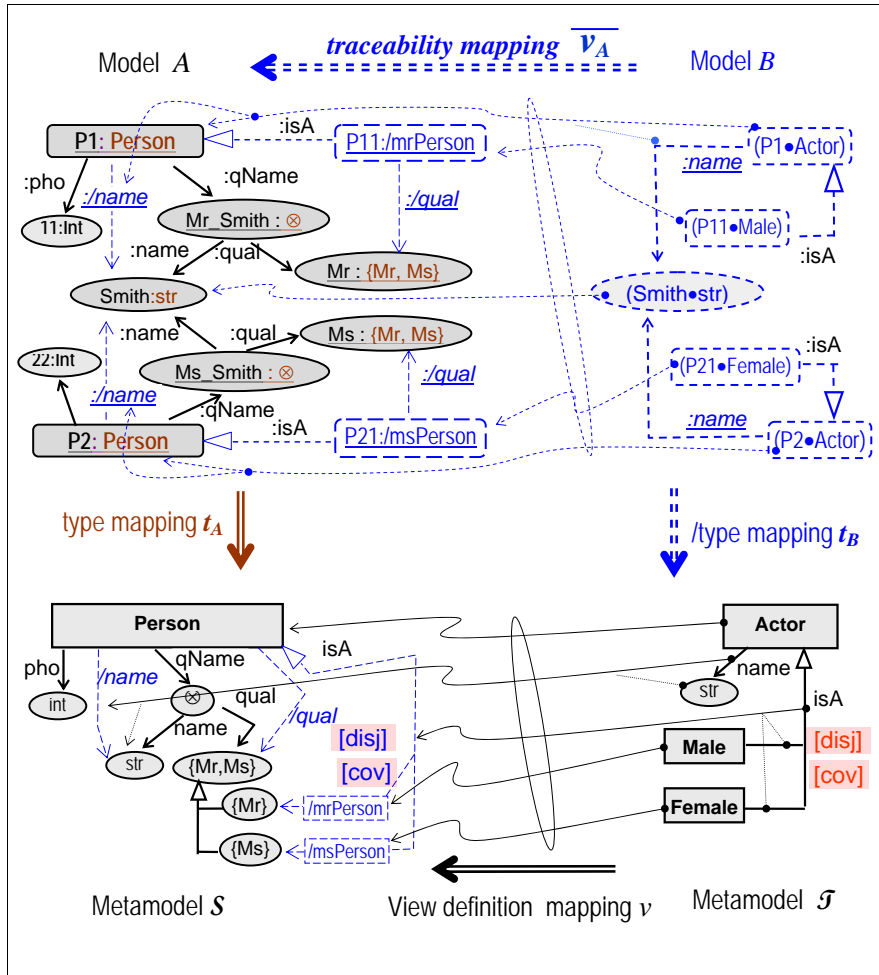 traceability mapping v_A
Model A
Model B
P1: Person
:isA
P11:/mrPerson
(P1●Actor)
:name
:pho
:/name
:qName
:/qual
(P11●Male)
:isA
11:Int
Mr_Smith : ⊗
:name
:qual
Mr : {Mr, Ms}
Smith:str
(Smith●str)
:name
:qual
Ms : {Mr, Ms}
:isA
22:Int
Ms_Smith : ⊗
(P21●Female)
:/name
:qName
:/qual
:name
P2: Person
:isA
P21:/msPerson
(P2●Actor)
type mapping t_A
/type mapping t_B
Person
Actor
isA
pho
/name
qName
name
int
⊗
qual
str
isA
name
/qual
[disj]
Male
[disj]
str
{Mr,Ms}
[cov]
[cov]
{Mr}
/mrPerson
Female
{Ms}
/msPerson
Metamodel S
View definition mapping v
Metamodel T